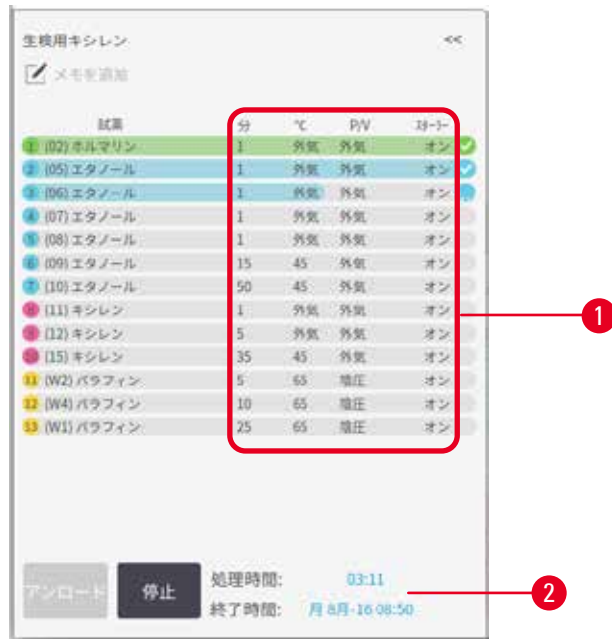 生検用キシレン <<
メモを追加
試薬 分 °C P/V スターラー
1 (02) ホルマリン 1 外気 外気 オン
2 (05) エタノール 1 外気 外気 オン
3 (06) エタノール 1 外気 外気 オン
4 (07) エタノール 1 外気 外気 オン
5 (08) エタノール 1 外気 外気 オン
6 (09) エタノール 15 45 外気 オン
7 (10) エタノール 50 45 外気 オン
8 (11) キシレン 1 外気 外気 オン
9 (12) キシレン 5 外気 外気 オン
10 (15) キシレン 35 45 外気 オン
11 (W2) パラフィン 5 65 陰圧 オン
12 (W4) パラフィン 10 65 陰圧 オン
13 (W1) パラフィン 25 65 陰圧 オン
1
アンロード 停止
処理時間: 03:11
終了時間: 月 8月-16 08:50
2